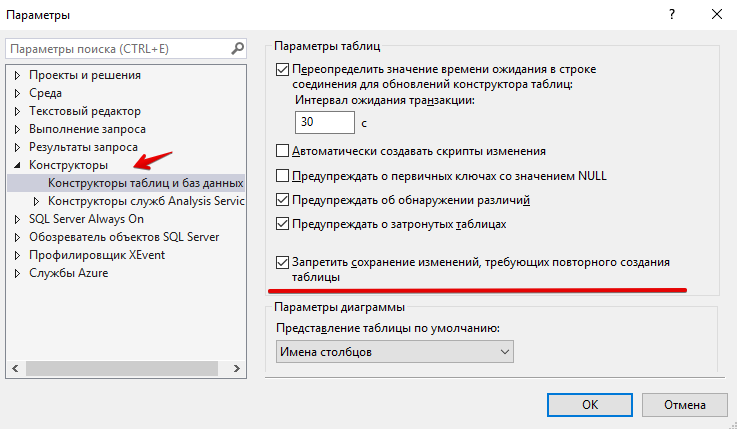 Параметры
?
Параметры поиска (CTRL+E)
Проекты и решения
Среда
Текстовый редактор
Выполнение запроса
Результаты запроса
Конструкторы
Конструкторы таблиц и баз данных
Конструкторы служб Analysis Servic
SQL Server Always On
Обозреватель объектов SQL Server
Профилировщик XEvent
Службы Azure
Параметры таблиц
Переопределить значение времени ожидания в строке
соединения для обновлений конструктора таблиц:
Интервал ожидания транзакции:
30 с
Автоматически создавать скрипты изменения
Предупреждать о первичных ключах со значением NULL
Предупреждать об обнаружении различий
Предупреждать о затронутых таблицах
Запретить сохранение изменений, требующих повторного создания
таблицы
Параметры диаграммы
Представление таблицы по умолчанию:
Имена столбцов
OK
Отмена